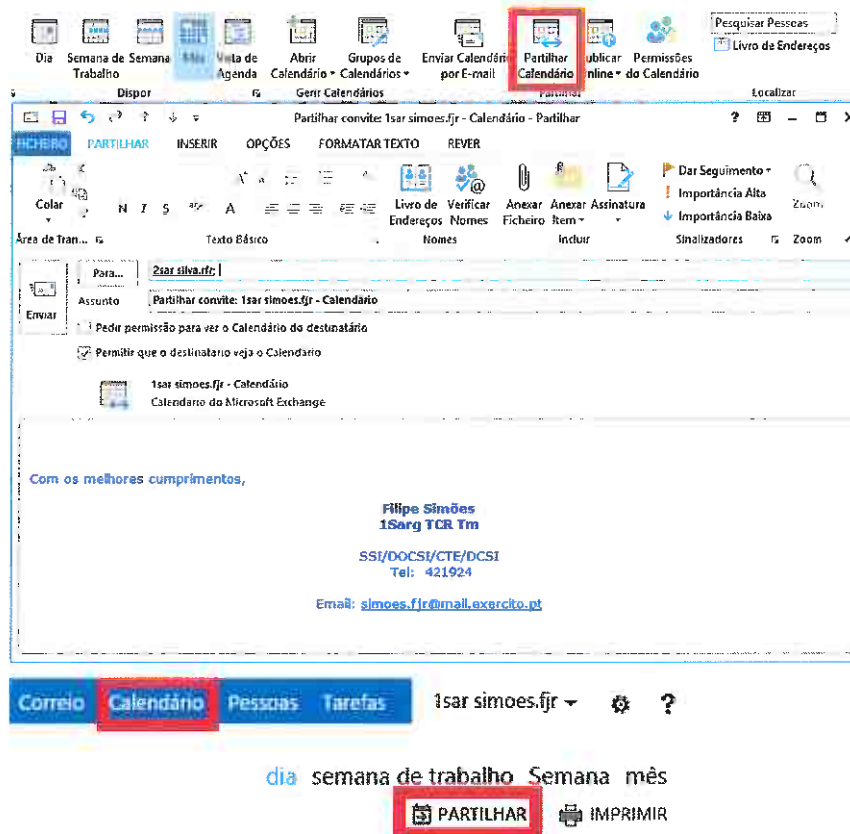 Pesquisar Pessoas
Livro de Endereços
Dia Semana de Trabalho Semana Mês Vista de Agenda Abrir Calendário Grupos de Calendários Enviar Calendário por E-mail Partilhar Calendário Publicar Online Permissões do Calendário
Dispor Gerir Calendários Partilhar Localizar
Partilhar convite: 1sar simoes.fjr - Calendário - Partilhar ?
FICHEIRO PARTILHAR INSERIR OPÇÕES FORMATAR TEXTO REVER
Dar Seguimento
Importância Alta
Importância Baixa
Colar N I S A Livro de Endereços Verificar Nomes Anexar Ficheiro Anexar Item Assinatura Zoom
Área de Tran... Texto Básico Nomes Incluir Sinalizadores Zoom
Para... 2sar silva.rfr;
Assunto Partilhar convite: 1sar simoes.fjr - Calendário
Enviar
Pedir permissão para ver o Calendário do destinatário
Permitir que o destinatário veja o Calendário
1sar simoes.fjr - Calendário
Calendário do Microsoft Exchange
Com os melhores cumprimentos,
Filipe Simões
1Sarg TCR Tm
SSI/DOCSI/CTE/DCSI
Tel: 421924
Email: simoes.fjr@mail.exercito.pt
Correio Calendário Pessoas Tarefas 1sar simoes.fjr ?
dia semana de trabalho Semana mês
PARTILHAR IMPRIMIR